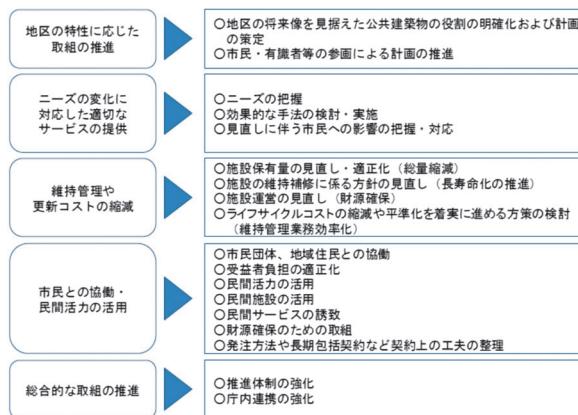 地区の特性に応じた
取組の推進
○地区の将来像を見据えた公共建築物の役割の明確化および計画
の策定
○市民・有識者等の参画による計画の推進
ニーズの変化に
対応した適切な
サービスの提供
○ニーズの把握
○効果的な手法の検討・実施
○見直しに伴う市民への影響の把握・対応
維持管理や
更新コストの縮減
○施設保有量の見直し・適正化（総量縮減）
○施設の維持補修に係る方針の見直し（長寿命化の推進）
○施設運営の見直し（財源確保）
○ライフサイクルコストの縮減や平準化を着実に進める方策の検討
（維持管理業務効率化）
市民との協働・
民間活力の活用
○市民団体、地域住民との協働
○受益者負担の適正化
○民間活力の活用
○民間施設の活用
○民間サービスの誘致
○財源確保のための取組
○発注方法や長期包括契約など契約上の工夫の整理
総合的な取組の推進
○推進体制の強化
○庁内連携の強化